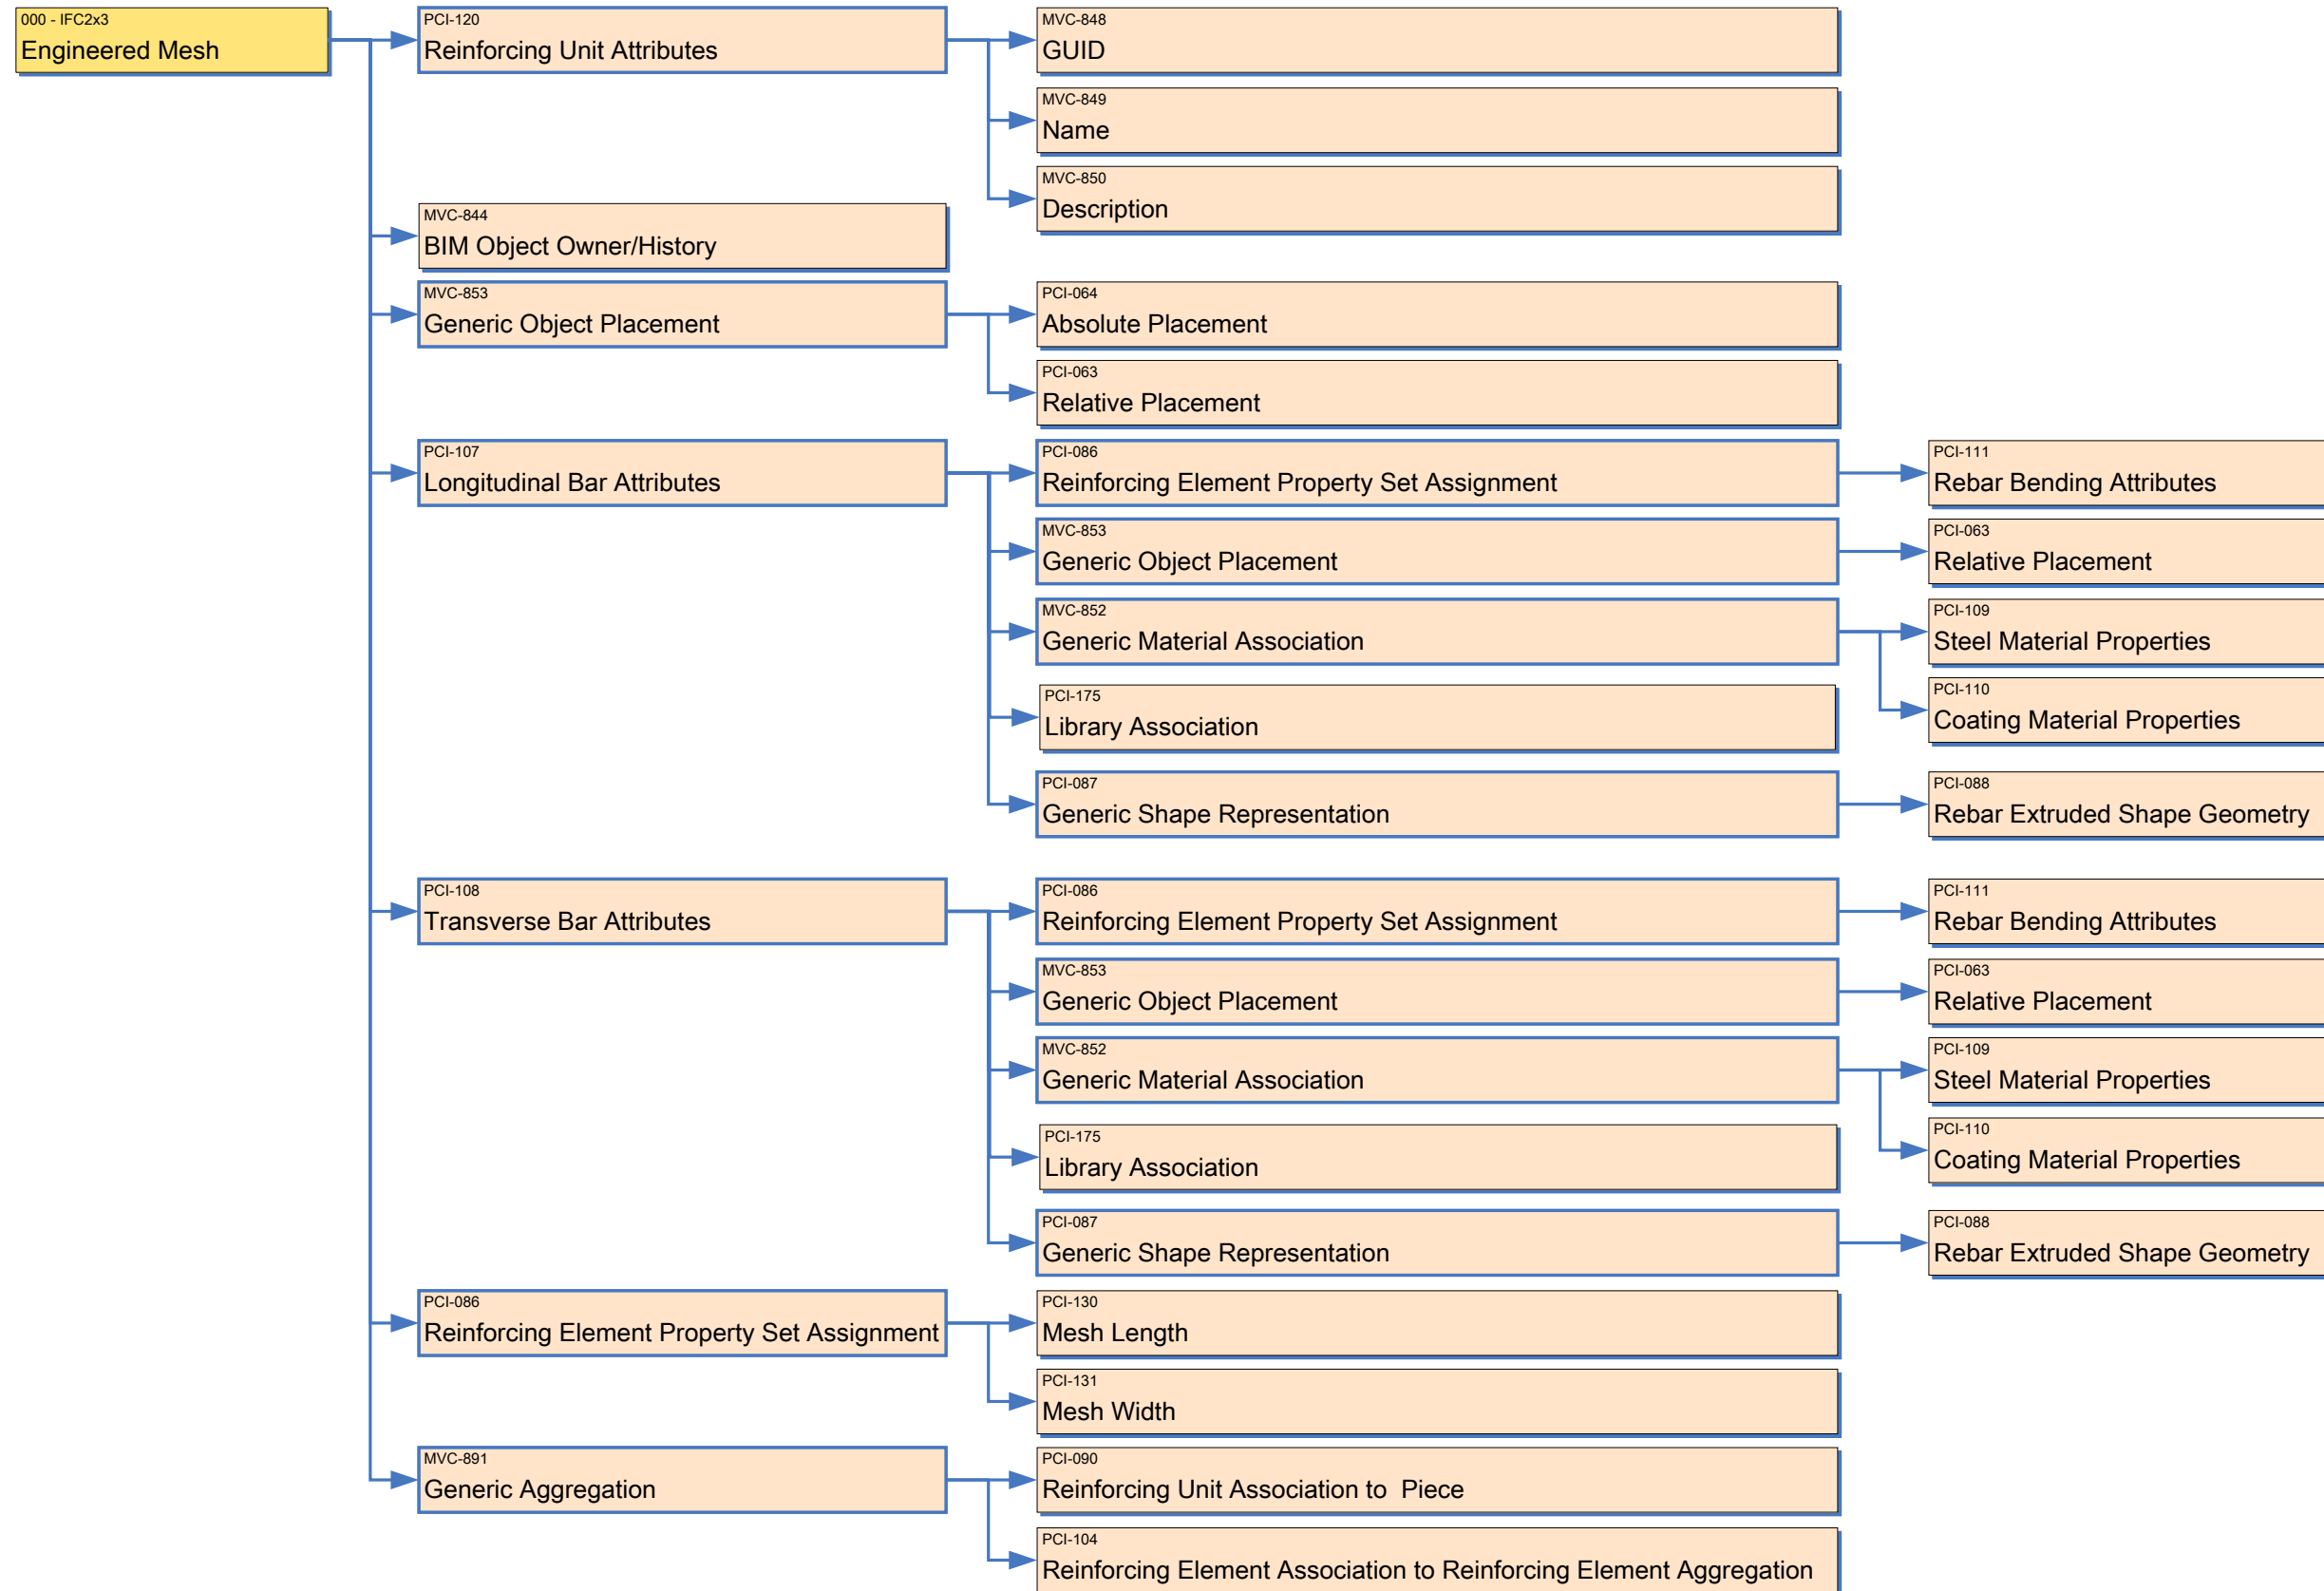 000 - IFC2x3
Engineered Mesh
PCI-120
Reinforcing Unit Attributes
MVC-848
GUID
MVC-849
Name
MVC-850
Description
MVC-844
BIM Object Owner/History
MVC-853
Generic Object Placement
PCI-064
Absolute Placement
PCI-063
Relative Placement
PCI-107
Longitudinal Bar Attributes
PCI-086
Reinforcing Element Property Set Assignment
PCI-111
Rebar Bending Attributes
MVC-853
Generic Object Placement
PCI-063
Relative Placement
MVC-852
Generic Material Association
PCI-109
Steel Material Properties
PCI-110
Coating Material Properties
PCI-175
Library Association
PCI-087
Generic Shape Representation
PCI-088
Rebar Extruded Shape Geometry
PCI-108
Transverse Bar Attributes
PCI-086
Reinforcing Element Property Set Assignment
PCI-111
Rebar Bending Attributes
MVC-853
Generic Object Placement
PCI-063
Relative Placement
MVC-852
Generic Material Association
PCI-109
Steel Material Properties
PCI-110
Coating Material Properties
PCI-175
Library Association
PCI-087
Generic Shape Representation
PCI-088
Rebar Extruded Shape Geometry
PCI-086
Reinforcing Element Property Set Assignment
PCI-130
Mesh Length
PCI-131
Mesh Width
MVC-891
Generic Aggregation
PCI-090
Reinforcing Unit Association to  Piece
PCI-104
Reinforcing Element Association to Reinforcing Element Aggregation